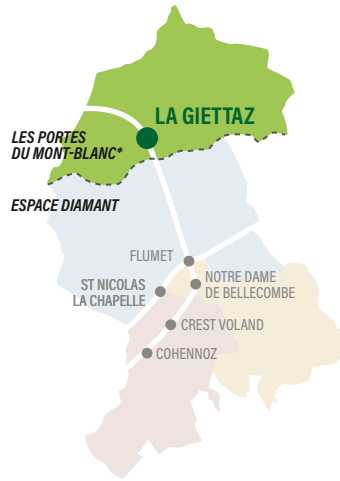 LA GIETTAZ
LES PORTES
DU MONT-BLANC*
ESPACE DIAMANT
FLUMET
ST NICOLAS
LA CHAPELLE
NOTRE DAME
DE BELLECOMBE
CREST VOLAND
COHENNOZ